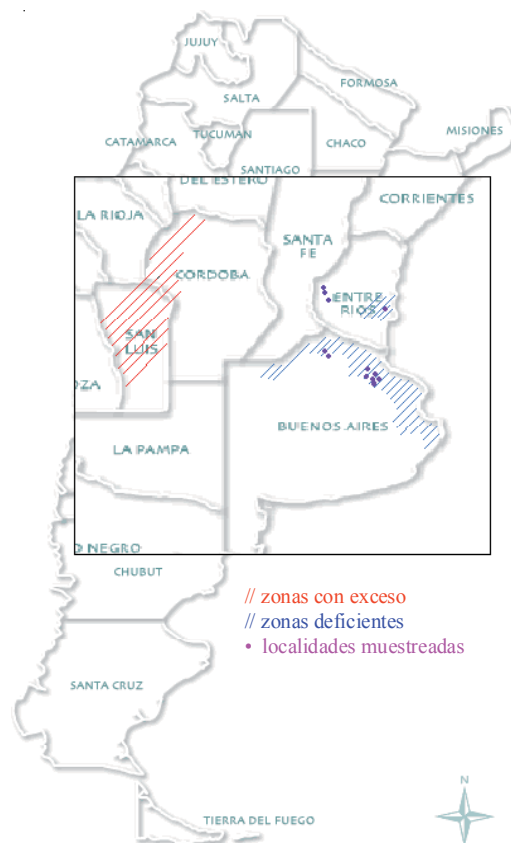 JUJUY
SALTA
FORMOSA
CATAMARCA
TUCUMAN
CHACO
MISIONES
SANTIAGO
DEL ESTERO
CORRIENTES
LA RIOJA
SANTA
FE
CORDOBA
ENTRE
RIOS
SAN
LUIS
OZA
BUENOS AIRES
LA PAMPA
O NEGRO
CHUBUT
// zonas con exceso
// zonas deficientes
• localidades muestreadas
SANTA CRUZ
N
TIERRA DEL FUEGO